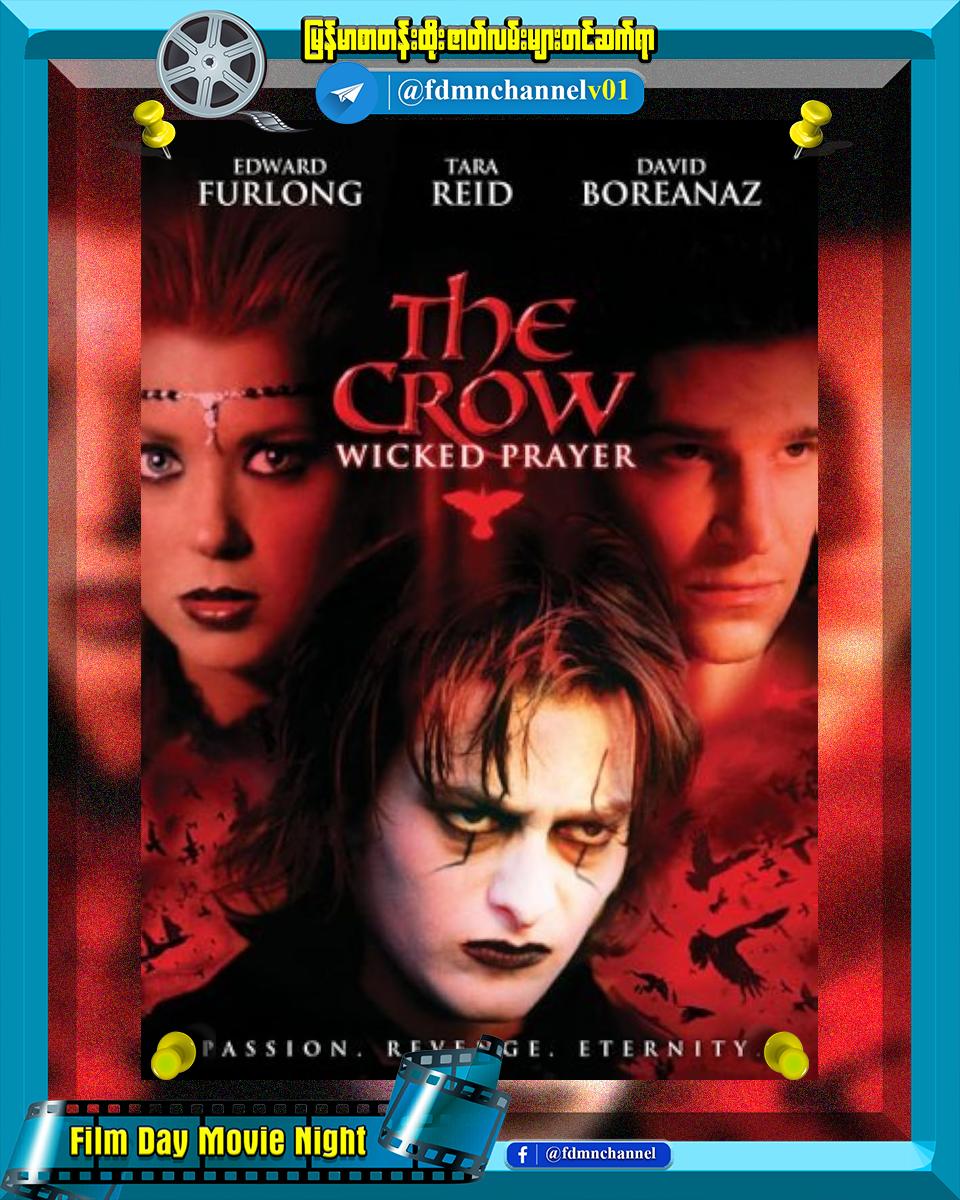 မြန်မာစာတန်းထိုးဇာတ်လမ်းများတင်ဆက်ရာ
@fdmnchannelv01
EDWARD FURLONG
TARA REID
DAVID BOREANAZ
THE
CROW
WICKED PRAYER
PASSION. REVENGE. ETERNITY.
Film Day Movie Night
@fdmnchannel